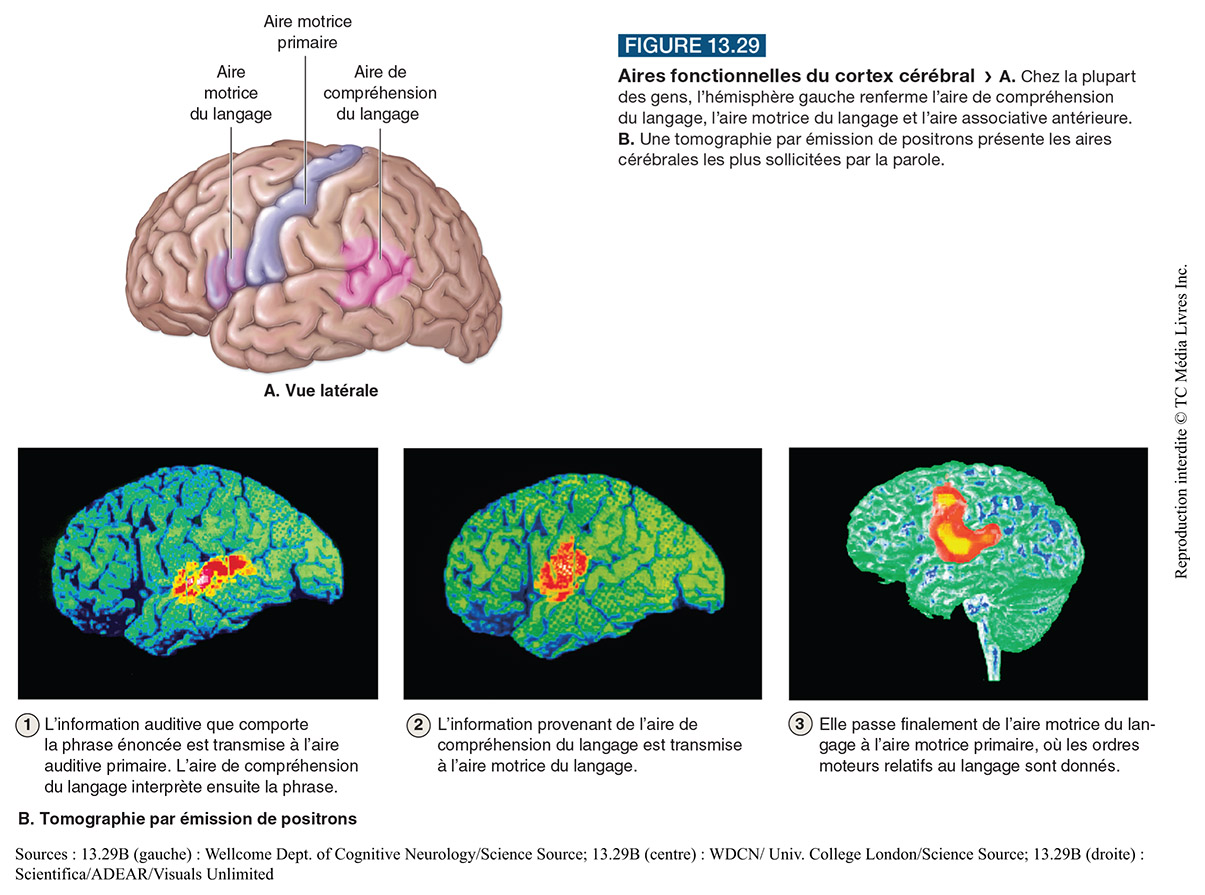 Aire motrice
primaire
Aire
motrice
du langage
Aire de
compréhension
du langage
A. Vue latérale
FIGURE 13.29
Aires fonctionnelles du cortex cérébral › A. Chez la plupart
des gens, l'hémisphère gauche renferme l'aire de compréhension
du langage, l'aire motrice du langage et l'aire associative antérieure.
B. Une tomographie par émission de positrons présente les aires
cérébrales les plus sollicitées par la parole.
Reproduction interdite © TC Média Livres Inc.
1 L'information auditive que comporte
la phrase énoncée est transmise à l'aire
auditive primaire. L'aire de compréhension
du langage interprète ensuite la phrase.
2 L'information provenant de l'aire de
compréhension du langage est transmise
à l'aire motrice du langage.
3 Elle passe finalement de l'aire motrice du lan-
gage à l'aire motrice primaire, où les ordres
moteurs relatifs au langage sont donnés.
B. Tomographie par émission de positrons
Sources : 13.29B (gauche) : Wellcome Dept. of Cognitive Neurology/Science Source; 13.29B (centre) : WDCN/ Univ. College London/Science Source; 13.29B (droite) :
Scientifica/ADEAR/Visuals Unlimited